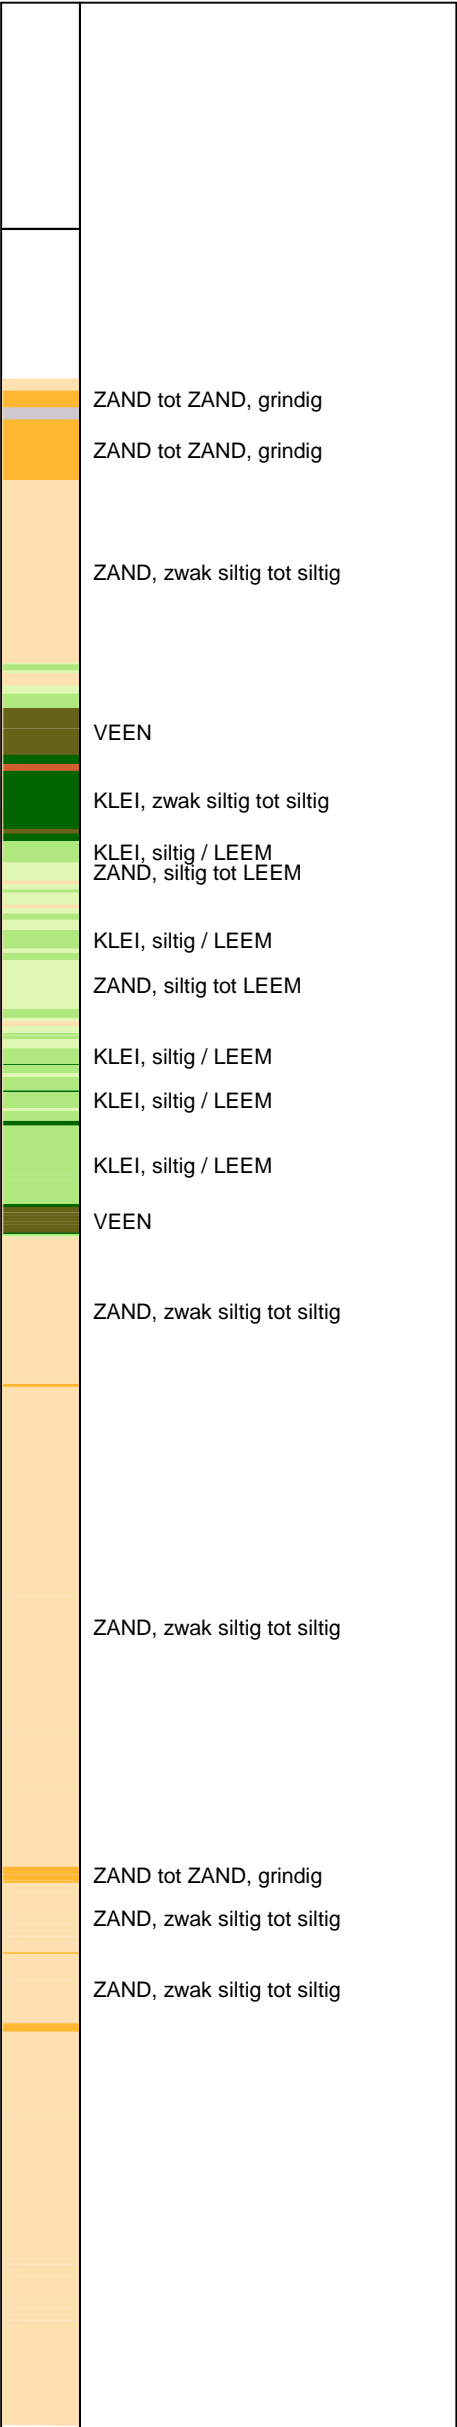 ZAND tot ZAND, grindig
ZAND tot ZAND, grindig
ZAND, zwak siltig tot siltig
VEEN
KLEI, zwak siltig tot siltig
KLEI, siltig / LEEM
ZAND, siltig tot LEEM
KLEI, siltig / LEEM
ZAND, siltig tot LEEM
KLEI, siltig / LEEM
KLEI, siltig / LEEM
KLEI, siltig / LEEM
VEEN
ZAND, zwak siltig tot siltig
ZAND, zwak siltig tot siltig
ZAND tot ZAND, grindig
ZAND, zwak siltig tot siltig
ZAND, zwak siltig tot siltig